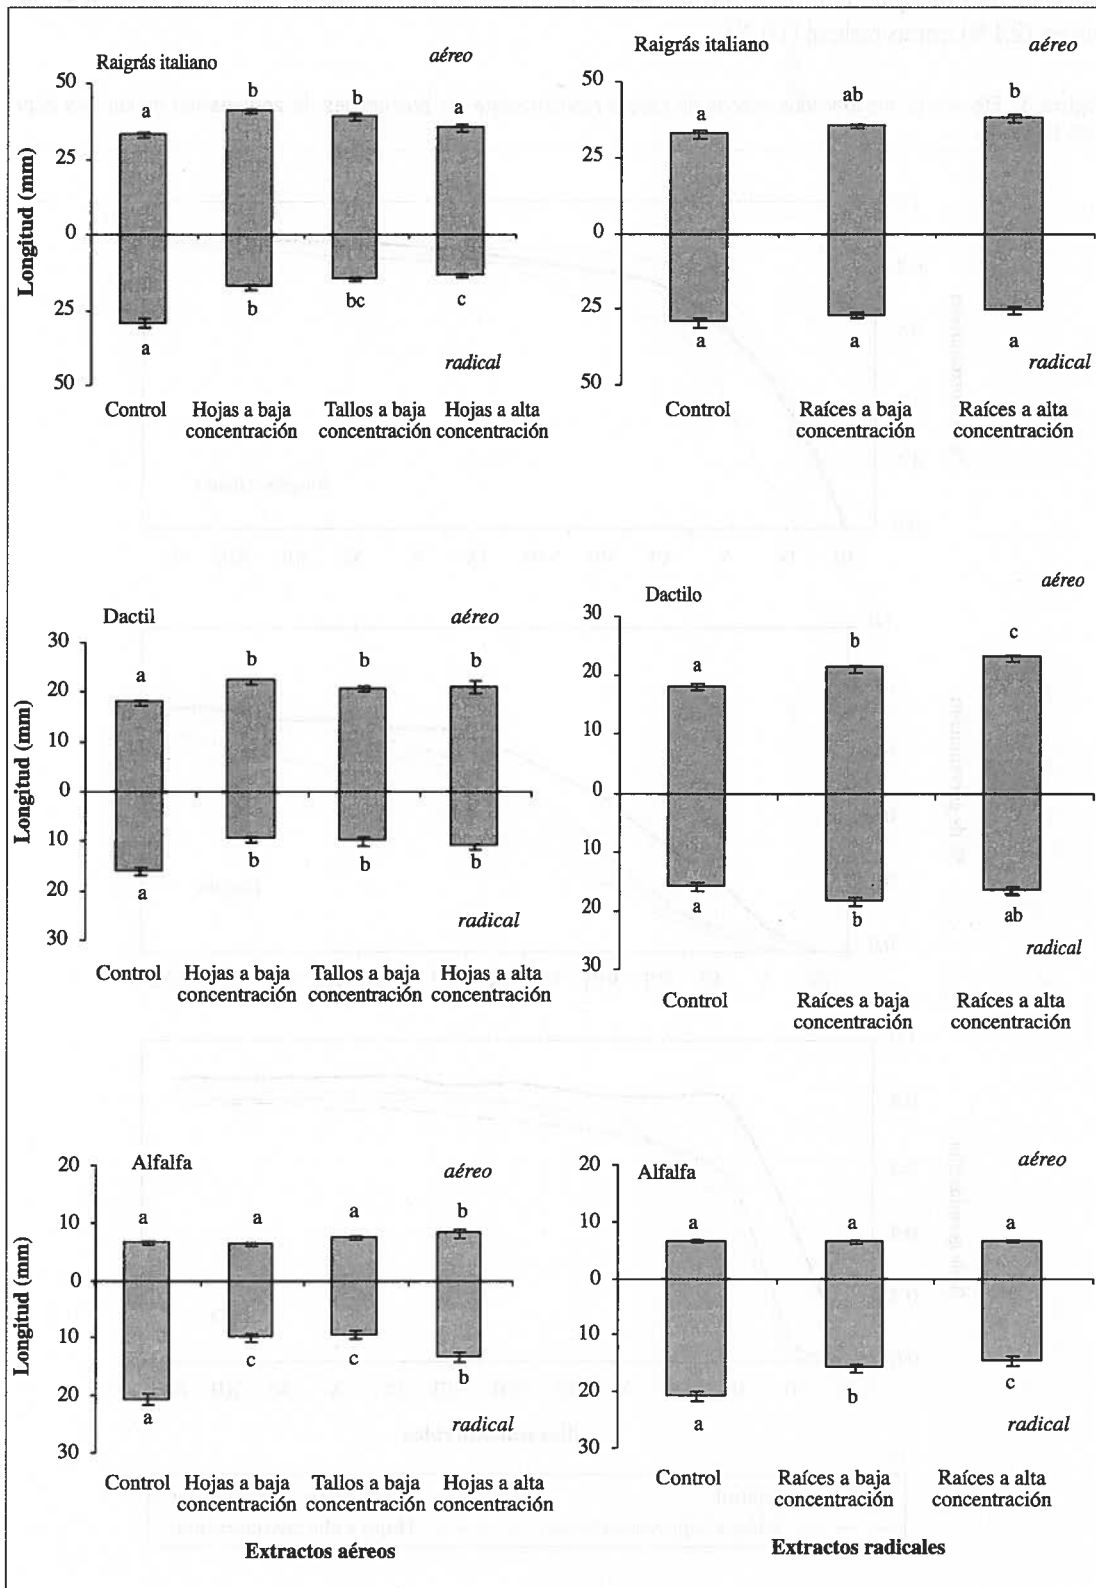 Raigrás italiano
aéreo
50
25
0
25
50
Longitud (mm)
a
b
b
a
a
b
bc
c
radical
Control
Hojas a baja concentración
Tallos a baja concentración
Hojas a alta concentración
Raigrás italiano
aéreo
50
25
0
25
50
a
ab
b
a
a
a
radical
Control
Raíces a baja concentración
Raíces a alta concentración
Dactil
aéreo
30
20
10
0
10
20
30
Longitud (mm)
a
b
b
b
a
b
b
b
radical
Control
Hojas a baja concentración
Tallos a baja concentración
Hojas a alta concentración
Dactilo
aéreo
30
20
10
0
10
20
30
a
b
c
a
b
ab
radical
Control
Raíces a baja concentración
Raíces a alta concentración
Alfalfa
aéreo
20
10
0
10
20
30
Longitud (mm)
a
a
a
b
a
c
c
b
radical
Control
Hojas a baja concentración
Tallos a baja concentración
Hojas a alta concentración
Extractos aéreos
Alfalfa
aéreo
20
10
0
10
20
30
a
a
a
a
b
c
radical
Control
Raíces a baja concentración
Raíces a alta concentración
Extractos radicales